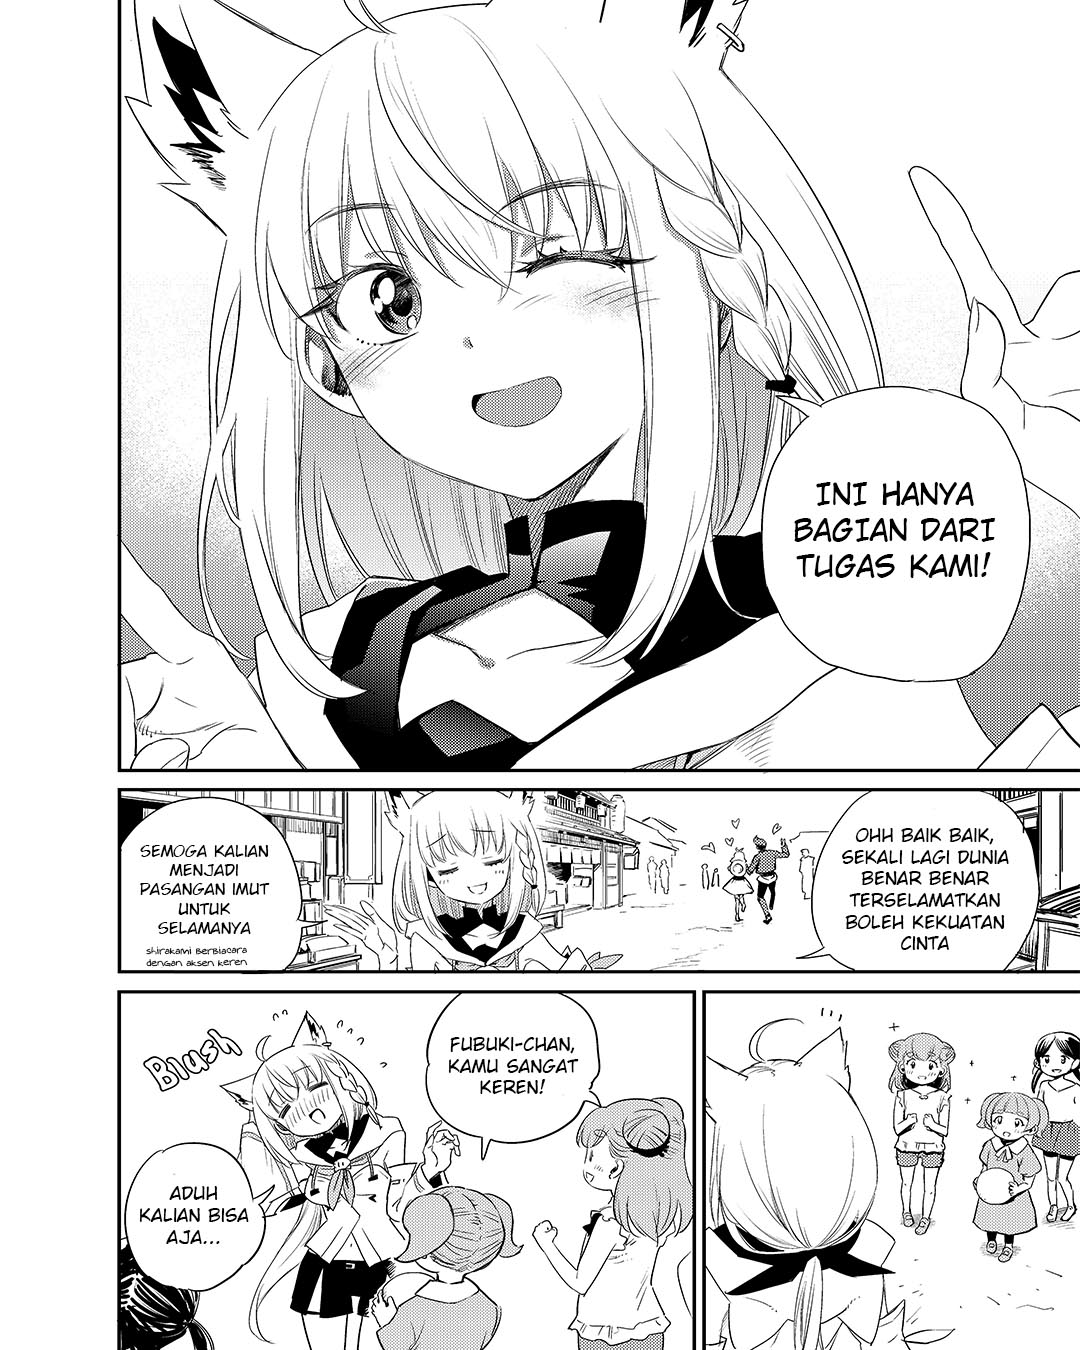 INI HANYA
BAGIAN DARI
TUGAS KAMI!
OHH BAIK BAIK,
SEKALI LAGI DUNIA
BENAR BENAR
TERSELAMATKAN
BOLEH KEKUATAN
CINTA
SEMOGA KALIAN
MENJADI
PASANGAN IMUT
UNTUK
SELAMANYA
shirakami berbiacara
dengan aksen keren
FUBUKI-CHAN,
KAMU SANGAT
KEREN!
Blush
ADUH
KALIAN BISA
AJA...